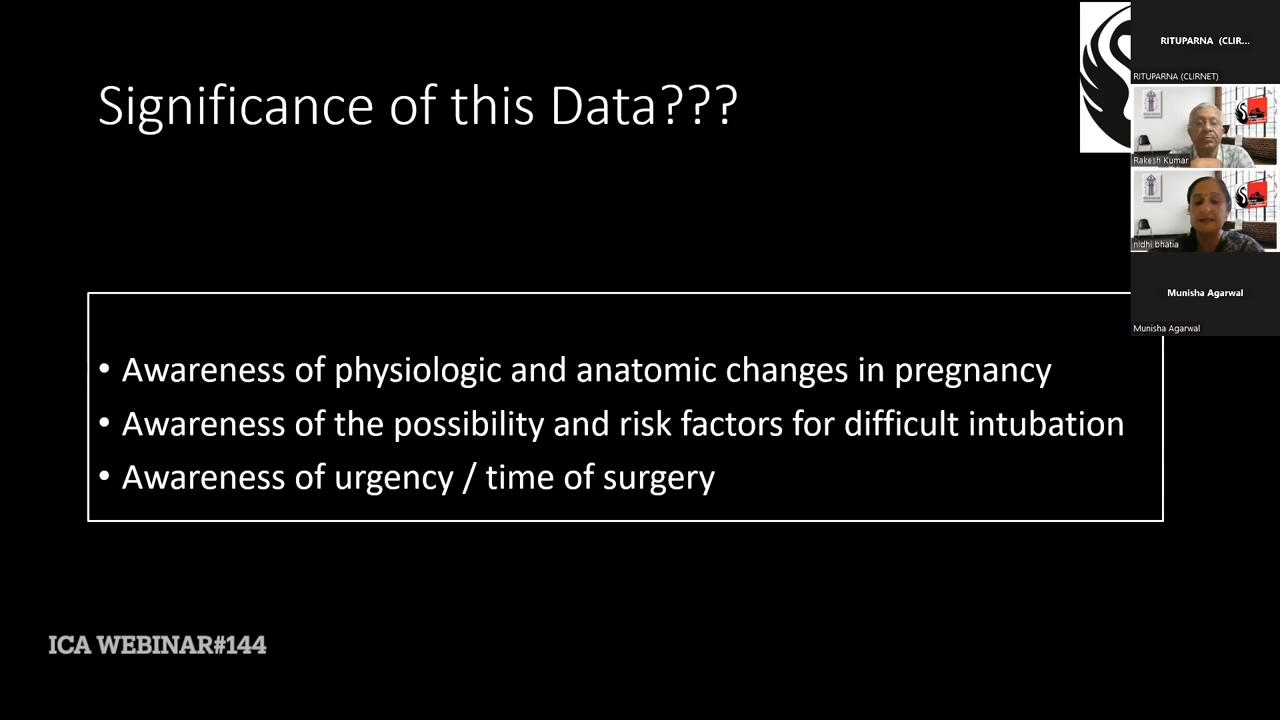 Significance of this Data???
RITUPARNA (CLIR...
RITUPARNA (CLIRNET)
Rakesh Kumar
nidhi bhatia
Munisha Agarwal
Munisha Agarwal
• Awareness of physiologic and anatomic changes in pregnancy
• Awareness of the possibility and risk factors for difficult intubation
• Awareness of urgency / time of surgery
ICA WEBINAR#144